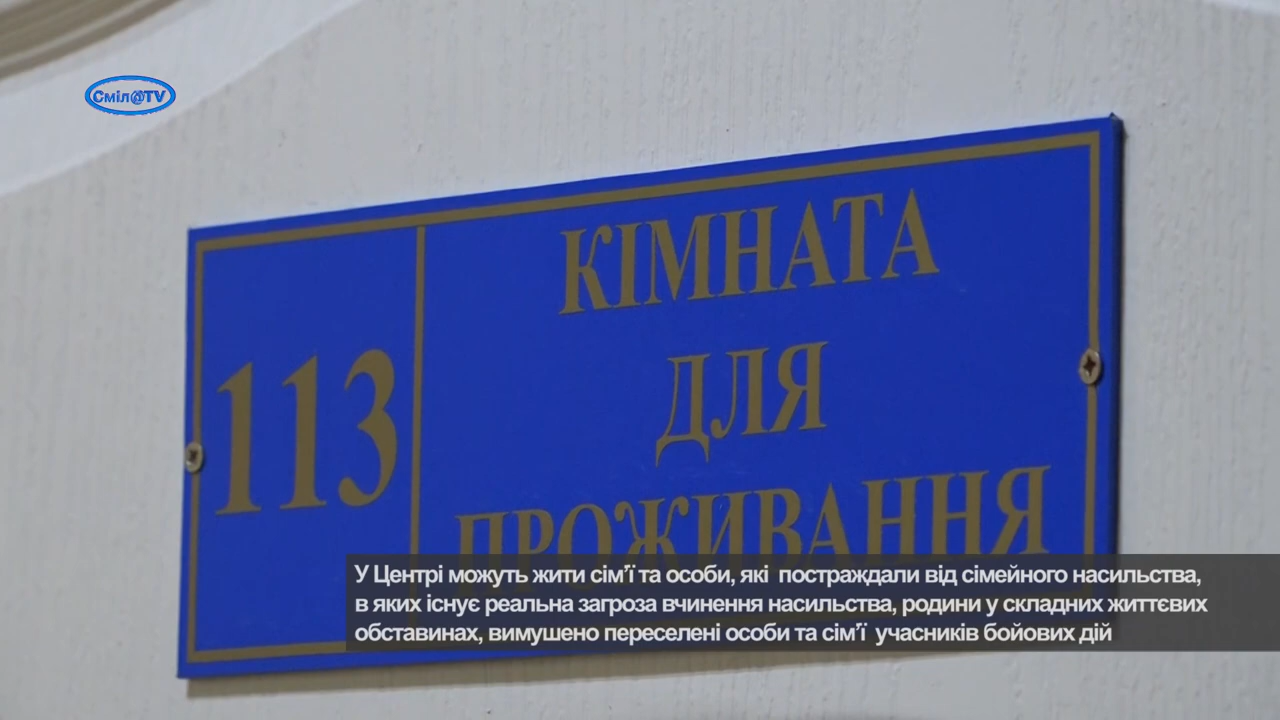 Сміл@TV
113
КІМНАТА
ДЛЯ
ПРОЖИВАННЯ
У Центрі можуть жити сім'ї та особи, які постраждали від сімейного насильства,
в яких існує реальна загроза вчинення насильства, родини у складних життєвих
обставинах, вимушено переселені особи та сім'ї учасників бойових дій